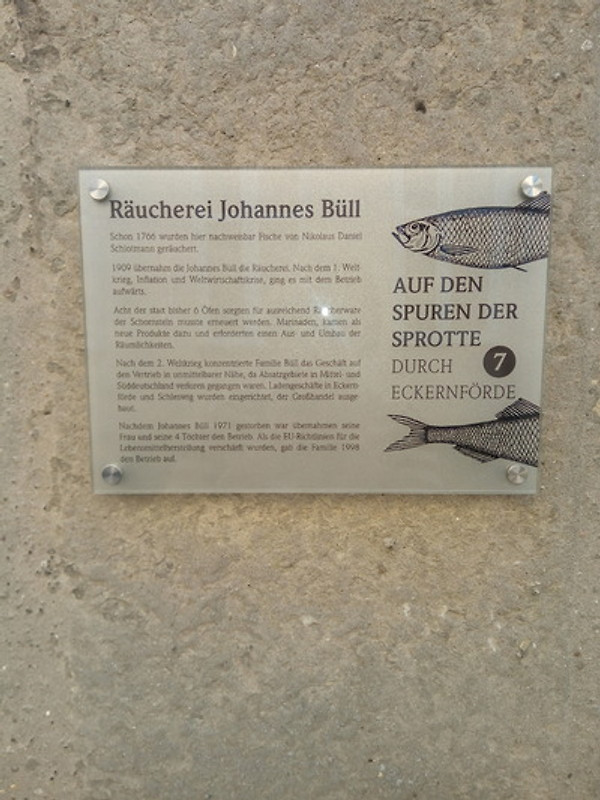 Räucherei Johannes Büll
Schon 1766 wurden hier nachweisbar Fische von Nikolaus Daniel
Schlotmann geräuchert.
1909 übernahm die Johannes Büll die Räucherei. Nach dem 1. Welt-
krieg, Inflation und Weltwirtschaftskrise, ging es mit dem Betrieb
aufwärts.
Acht der statt bisher 6 Öfen sorgten für ausreichend Räucherware
der Schornstein musste erneuert werden. Marinaden, kamen als
neue Produkte dazu und erforderten einen Aus- und Umbau der
Räumlichkeiten.
Nach dem 2. Weltkrieg konzentrierte Familie Büll das Geschäft auf
den Vertrieb in unmittelbarer Nähe, da Absatzgebiete in Mittel- und
Süddeutschland verloren gegangen waren. Ladengeschäfte in Eckern-
förde und Schleswig wurden eingerichtet, der Großhandel ausge-
baut.
Nachdem Johannes Büll 1971 gestorben war übernahmen seine
Frau und seine 4 Töchter den Betrieb. Als die EU-Richtlinien für die
Lebensmittelherstellung verschärft wurden, gab die Familie 1998
den Betrieb auf.
AUF DEN
SPUREN DER
SPROTTE
DURCH 7
ECKERNFÖRDE